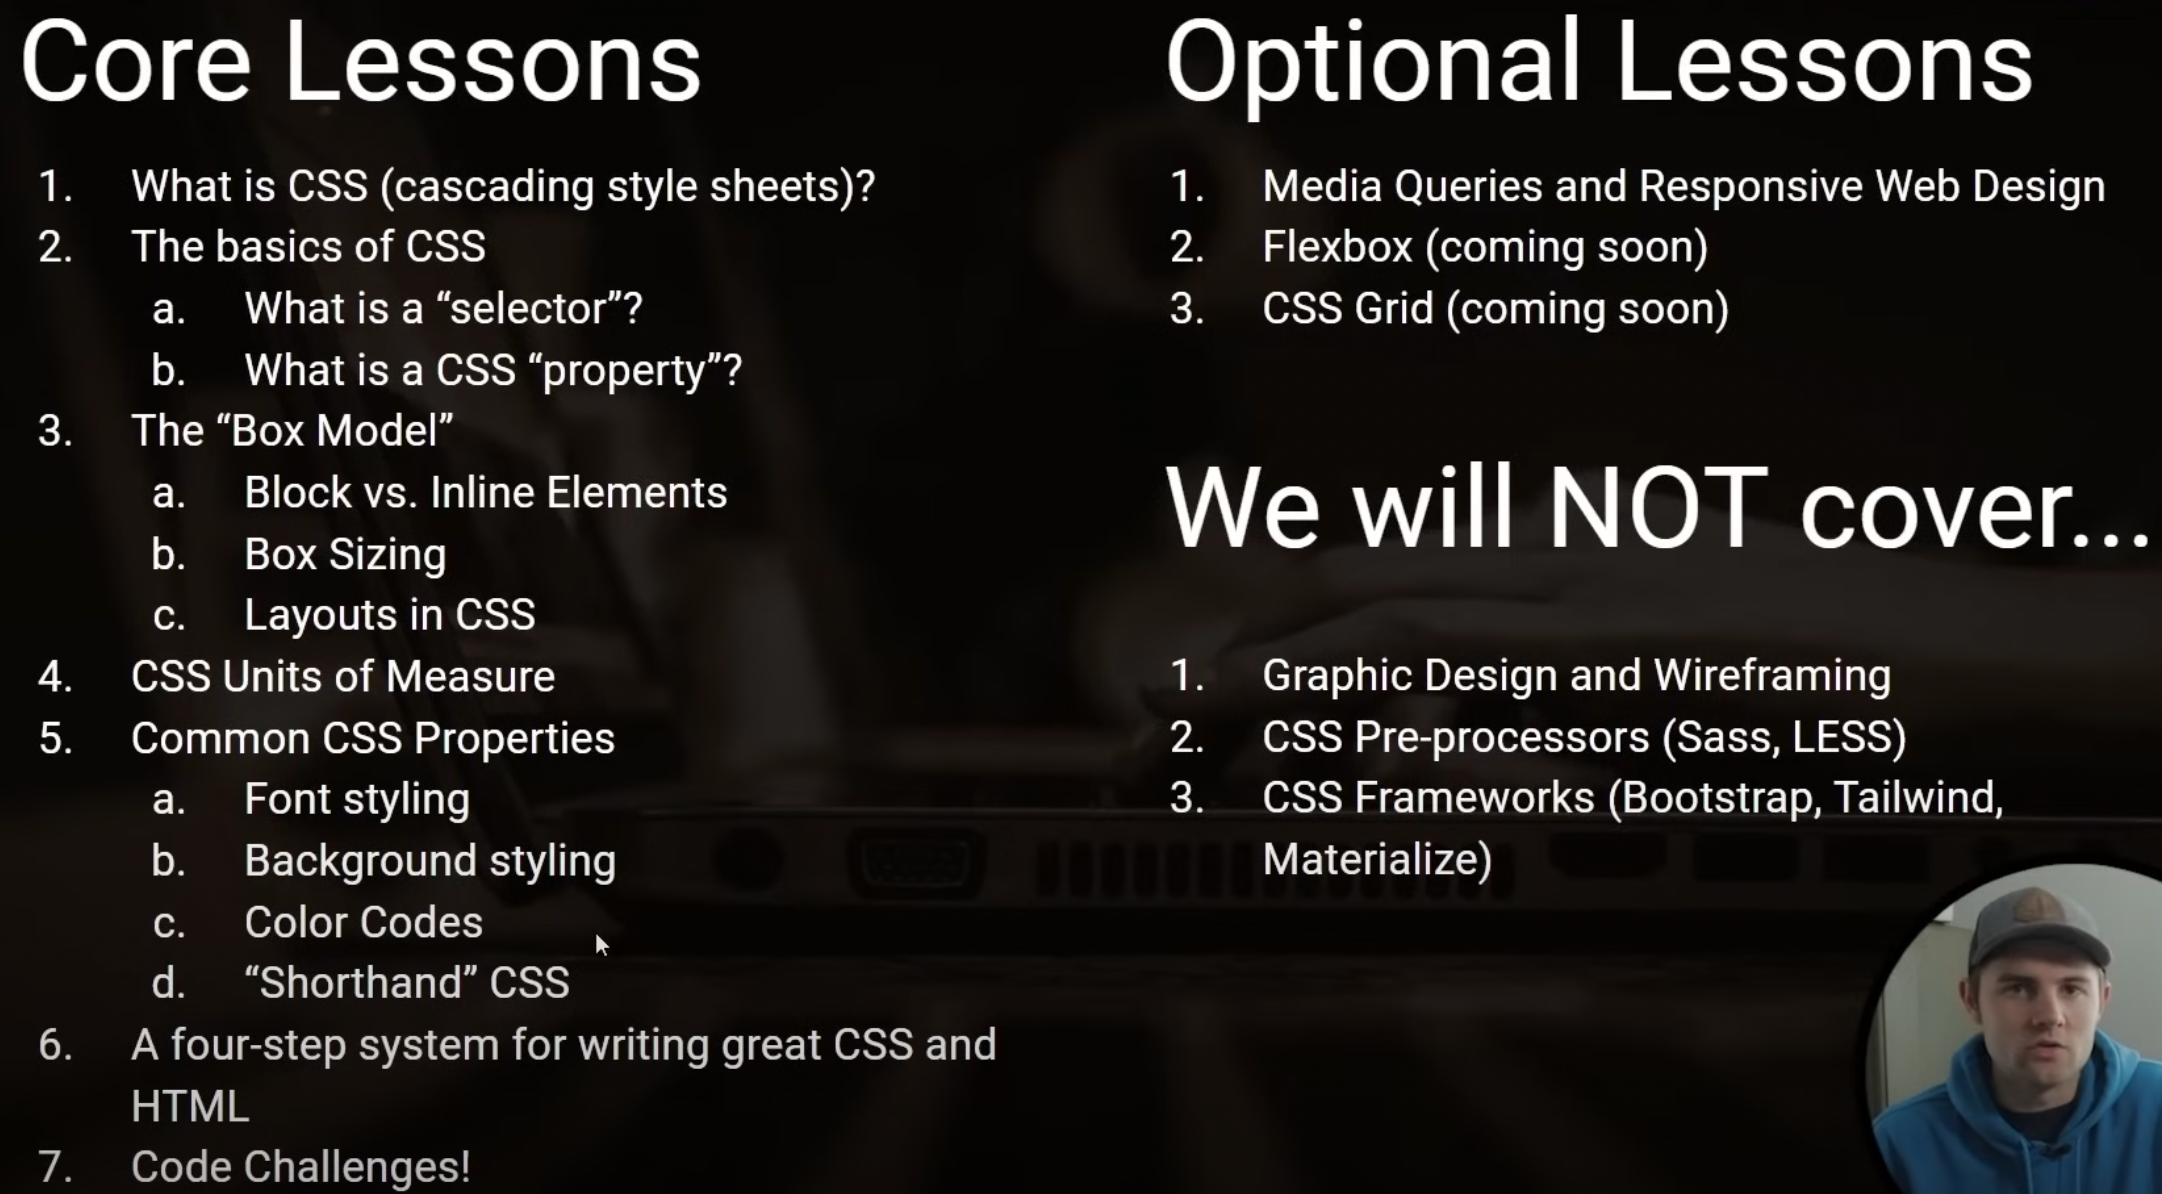 Core Lessons
1. What is CSS (cascading style sheets)?
2. The basics of CSS
a. What is a “selector”?
b. What is a CSS “property”?
3. The “Box Model”
a. Block vs. Inline Elements
b. Box Sizing
c. Layouts in CSS
4. CSS Units of Measure
5. Common CSS Properties
a. Font styling
b. Background styling
c. Color Codes
d. “Shorthand” CSS
6. A four-step system for writing great CSS and
HTML
7. Code Challenges!
Optional Lessons
1. Media Queries and Responsive Web Design
2. Flexbox (coming soon)
3. CSS Grid (coming soon)
We will NOT cover...
1. Graphic Design and Wireframing
2. CSS Pre-processors (Sass, LESS)
3. CSS Frameworks (Bootstrap, Tailwind,
Materialize)